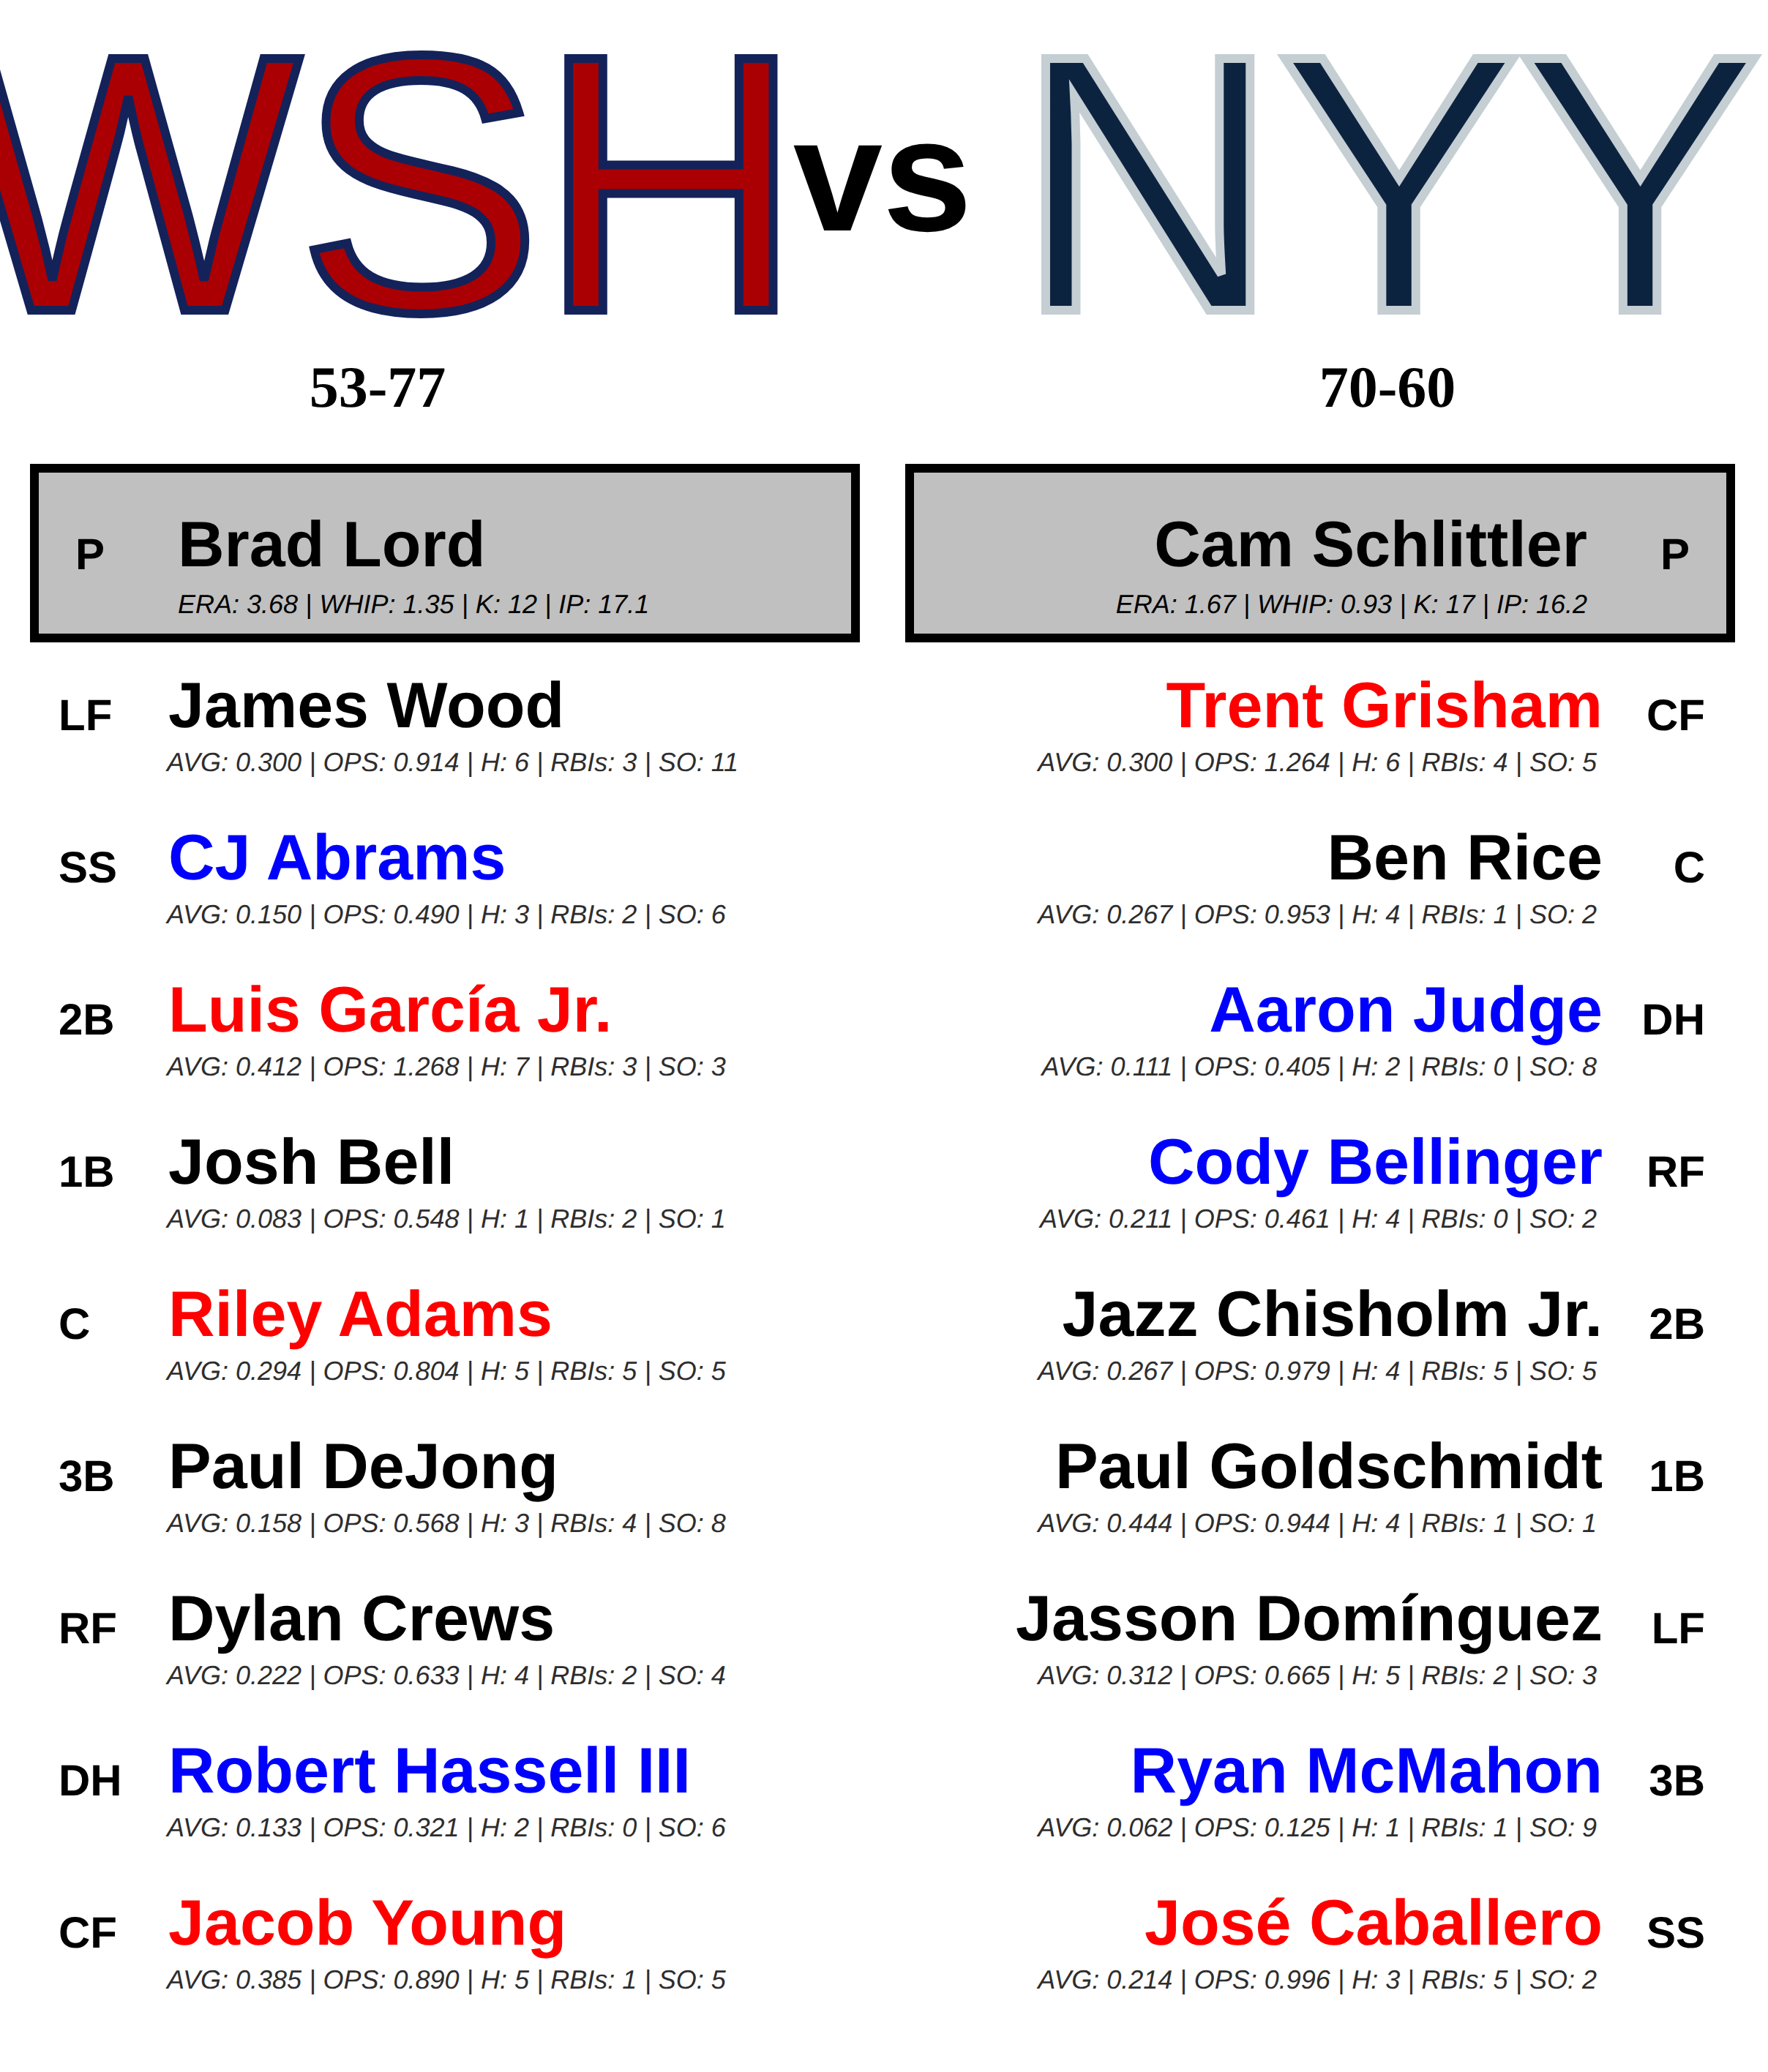 WSH vs NYY
53-77
70-60
P Brad Lord
ERA: 3.68 | WHIP: 1.35 | K: 12 | IP: 17.1
Cam Schlittler P
ERA: 1.67 | WHIP: 0.93 | K: 17 | IP: 16.2
LF James Wood
AVG: 0.300 | OPS: 0.914 | H: 6 | RBIs: 3 | SO: 11
SS CJ Abrams
AVG: 0.150 | OPS: 0.490 | H: 3 | RBIs: 2 | SO: 6
2B Luis García Jr.
AVG: 0.412 | OPS: 1.268 | H: 7 | RBIs: 3 | SO: 3
1B Josh Bell
AVG: 0.083 | OPS: 0.548 | H: 1 | RBIs: 2 | SO: 1
C Riley Adams
AVG: 0.294 | OPS: 0.804 | H: 5 | RBIs: 5 | SO: 5
3B Paul DeJong
AVG: 0.158 | OPS: 0.568 | H: 3 | RBIs: 4 | SO: 8
RF Dylan Crews
AVG: 0.222 | OPS: 0.633 | H: 4 | RBIs: 2 | SO: 4
DH Robert Hassell III
AVG: 0.133 | OPS: 0.321 | H: 2 | RBIs: 0 | SO: 6
CF Jacob Young
AVG: 0.385 | OPS: 0.890 | H: 5 | RBIs: 1 | SO: 5
Trent Grisham CF
AVG: 0.300 | OPS: 1.264 | H: 6 | RBIs: 4 | SO: 5
Ben Rice C
AVG: 0.267 | OPS: 0.953 | H: 4 | RBIs: 1 | SO: 2
Aaron Judge DH
AVG: 0.111 | OPS: 0.405 | H: 2 | RBIs: 0 | SO: 8
Cody Bellinger RF
AVG: 0.211 | OPS: 0.461 | H: 4 | RBIs: 0 | SO: 2
Jazz Chisholm Jr. 2B
AVG: 0.267 | OPS: 0.979 | H: 4 | RBIs: 5 | SO: 5
Paul Goldschmidt 1B
AVG: 0.444 | OPS: 0.944 | H: 4 | RBIs: 1 | SO: 1
Jasson Domínguez LF
AVG: 0.312 | OPS: 0.665 | H: 5 | RBIs: 2 | SO: 3
Ryan McMahon 3B
AVG: 0.062 | OPS: 0.125 | H: 1 | RBIs: 1 | SO: 9
José Caballero SS
AVG: 0.214 | OPS: 0.996 | H: 3 | RBIs: 5 | SO: 2